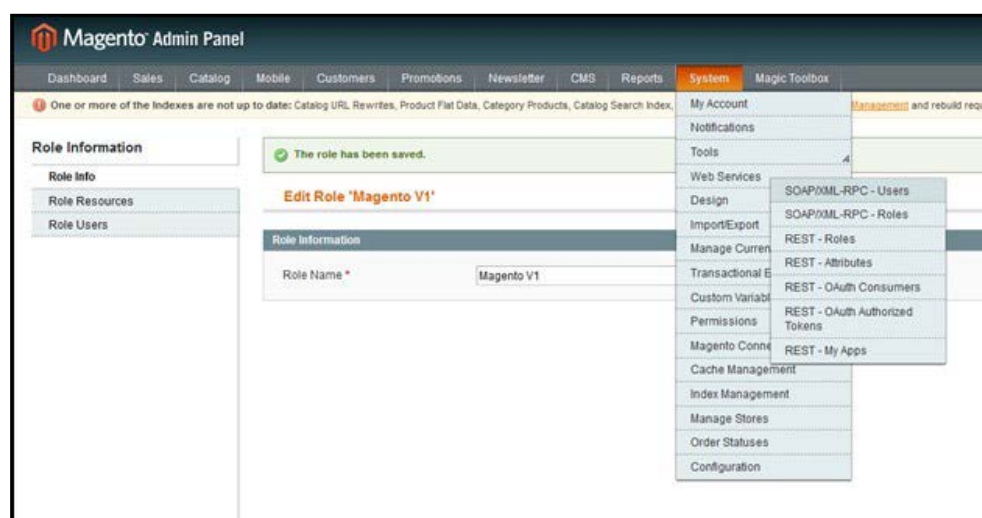 Magento Admin Panel
Dashboard Sales Catalog Mobile Customers Promotions Newsletter CMS Reports System Magic Toolbox
One or more of the Indexes are not up to date: Catalog URL Rewrites, Product Flat Data, Category Products, Catalog Search Index, Management and rebuild requ
Role Information
Role Info
Role Resources
Role Users
The role has been saved.
Edit Role 'Magento V1'
Role Information
Role Name * Magento V1
My Account
Notifications
Tools
Web Services
Design
Import/Export
Manage Curren
Transactional E
Custom Variabl
Permissions
Magento Conne
Cache Management
Index Management
Manage Stores
Order Statuses
Configuration
SOAP/XML-RPC - Users
SOAP/XML-RPC - Roles
REST - Roles
REST - Attributes
REST - OAuth Consumers
REST - OAuth Authorized
Tokens
REST - My Apps